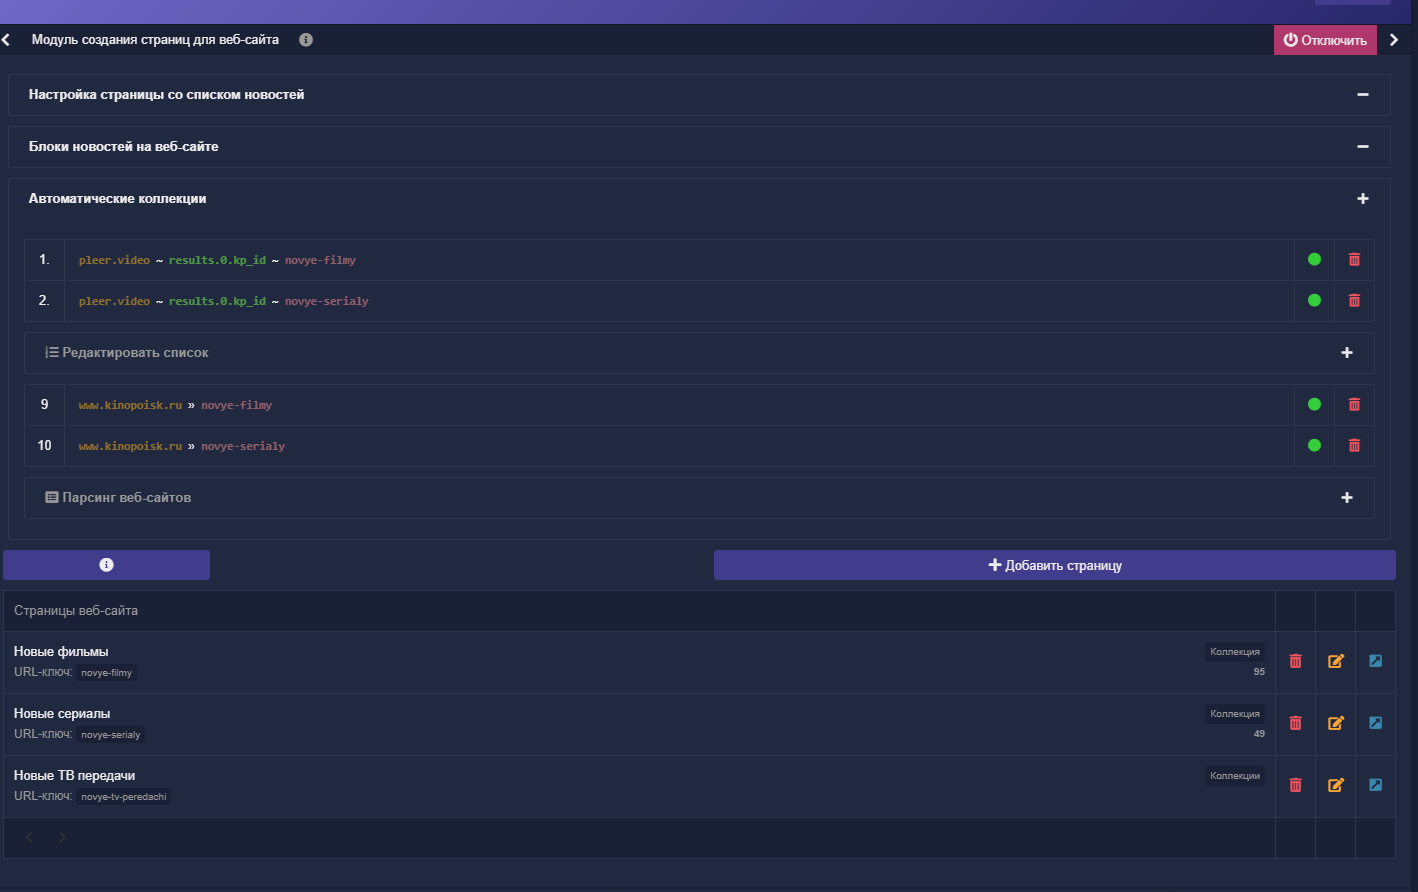 Модуль создания страниц для веб-сайта
Отключить
Настройка страницы со списком новостей
Блоки новостей на веб-сайте
Автоматические коллекции
1. pleer.video ~ results.0.kp_id ~ novye-filmy
2. pleer.video ~ results.0.kp_id ~ novye-serialy
Редактировать список
9 www.kinopoisk.ru » novye-filmy
10 www.kinopoisk.ru » novye-serialy
Парсинг веб-сайтов
Добавить страницу
Страницы веб-сайта
Новые фильмы Коллекция
URL-ключ: novye-filmy 95
Новые сериалы Коллекция
URL-ключ: novye-serialy 49
Новые ТВ передачи Коллекции
URL-ключ: novye-tv-peredachi